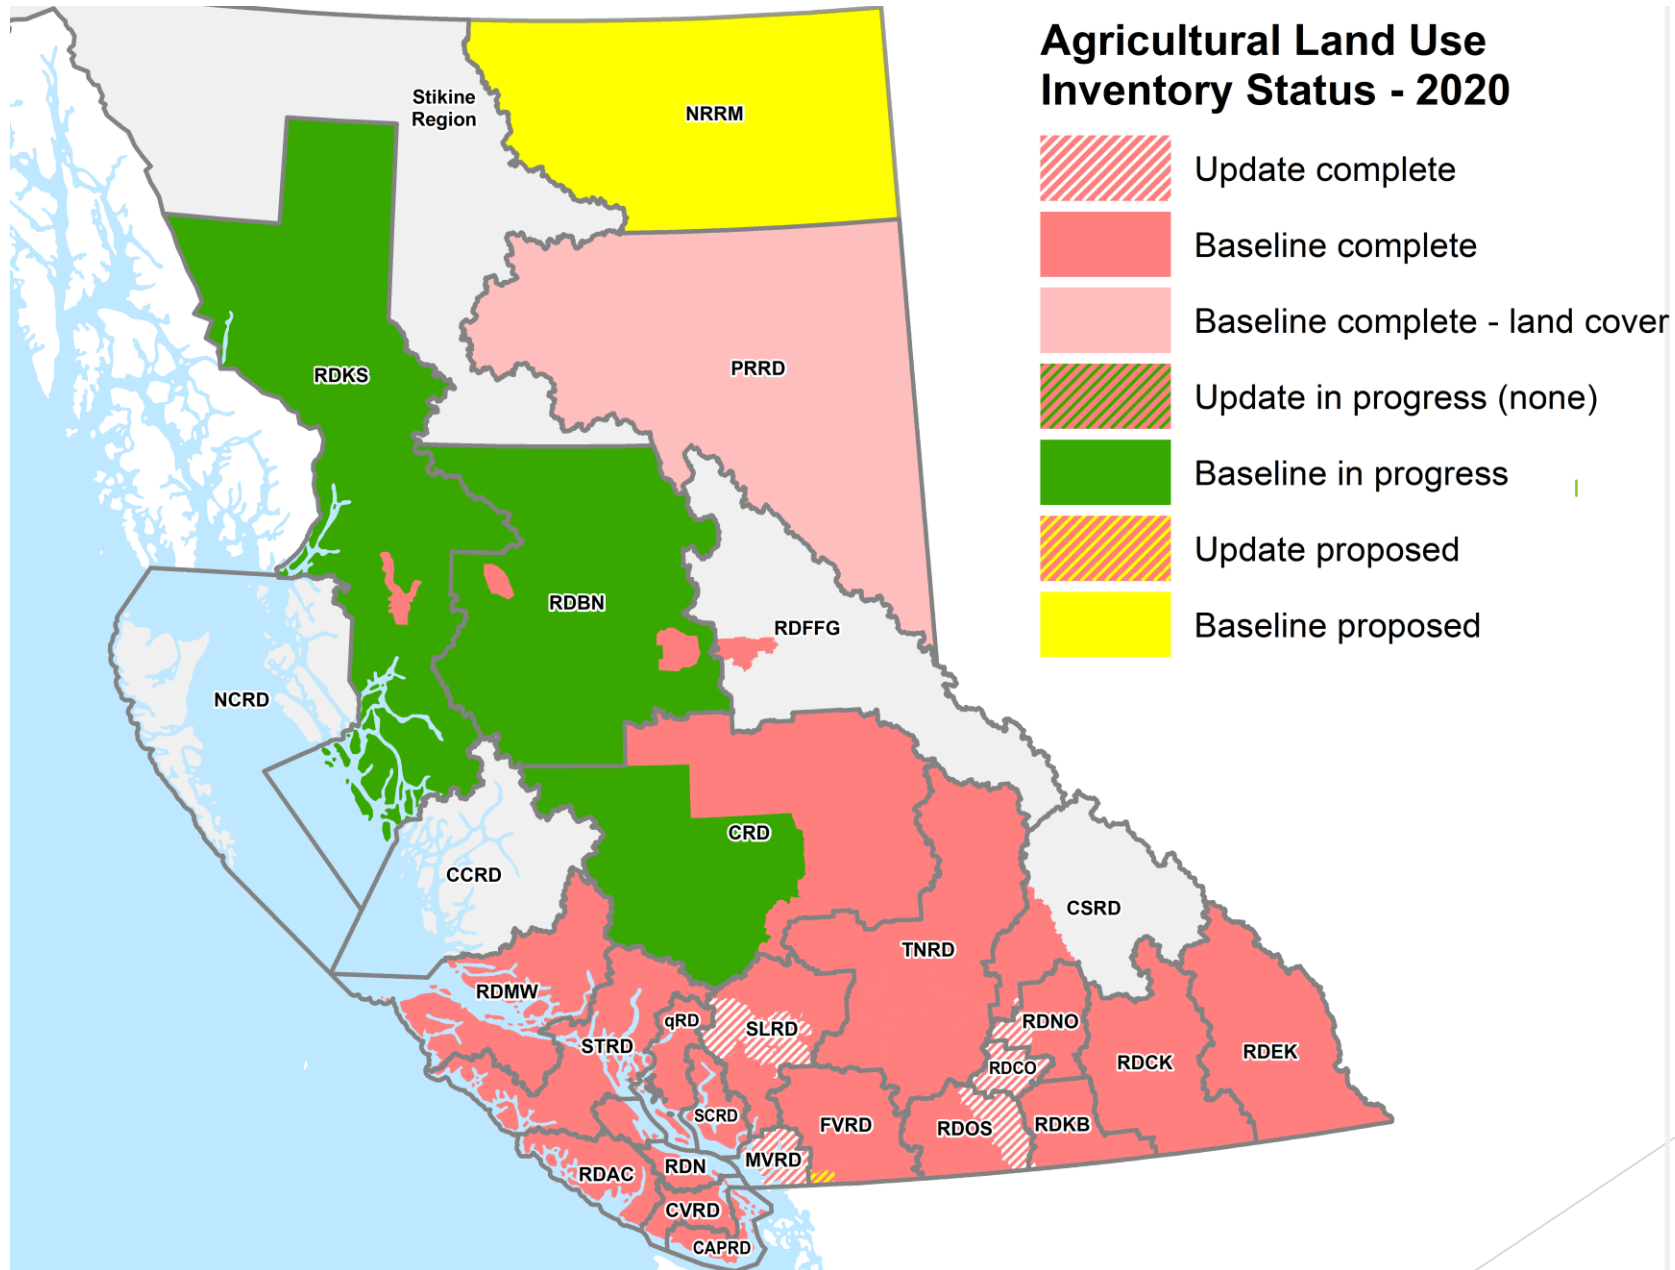 Agricultural Land Use
Inventory Status - 2020
Update complete
Baseline complete
Baseline complete - land cover
Update in progress (none)
Baseline in progress
Update proposed
Baseline proposed
Stikine
Region
NRRM
RDKS
PRRD
RDBN
RDFFG
NCRD
CRD
CCRD
CSRD
TNRD
RDMW
qRD
SLRD
RDNO
STRD
RDCO
RDCK
RDEK
SCRD
FVRD
RDOS
RDKB
MVRD
RDN
RDAC
CVRD
CAPRD